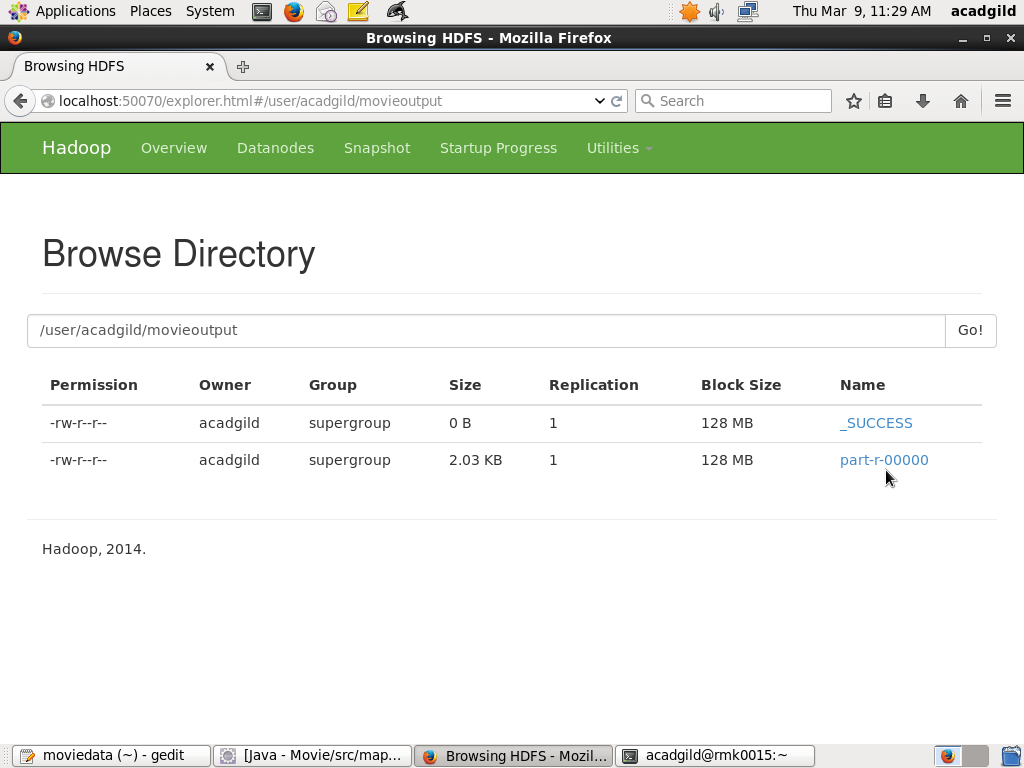 Applications Places System Thu Mar 9, 11:29 AM acadgild
Browsing HDFS - Mozilla Firefox
Browsing HDFS
localhost:50070/explorer.html#/user/acadgild/movieoutput Search
Hadoop Overview Datanodes Snapshot Startup Progress Utilities
Browse Directory
/user/acadgild/movieoutput Go!
Permission Owner Group Size Replication Block Size Name
-rw-r--r-- acadgild supergroup 0 B 1 128 MB _SUCCESS
-rw-r--r-- acadgild supergroup 2.03 KB 1 128 MB part-r-00000
Hadoop, 2014.
moviedata (~) - gedit [Java - Movie/src/map... Browsing HDFS - Mozil... acadgild@rmk0015:~